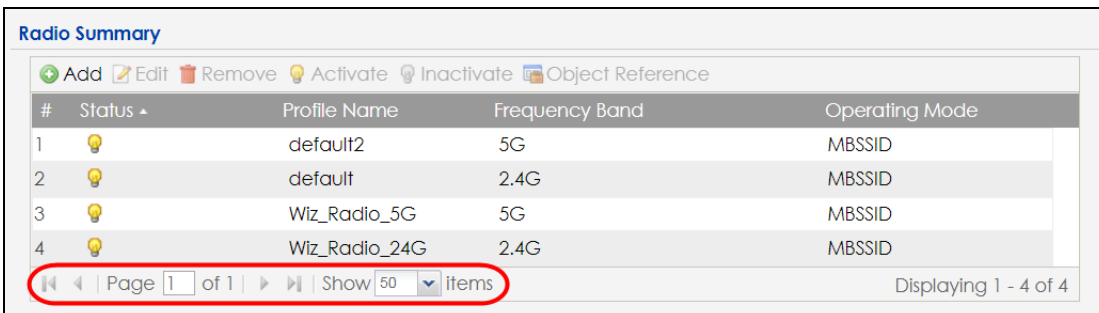 Radio Summary
Add Edit Remove Activate Inactivate Object Reference
# Status Profile Name Frequency Band Operating Mode
1 default2 5G MBSSID
2 default 2.4G MBSSID
3 Wiz_Radio_5G 5G MBSSID
4 Wiz_Radio_24G 2.4G MBSSID
Page 1 of 1 Show 50 items Displaying 1 - 4 of 4